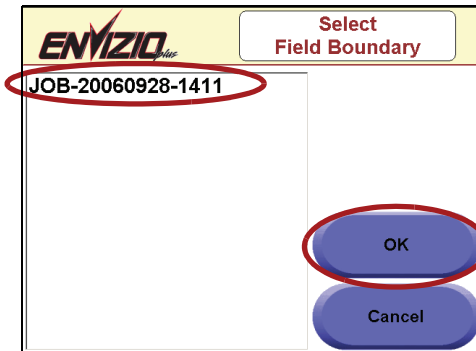 ENVIZIO plus
Select
Field Boundary
JOB-20060928-1411
OK
Cancel